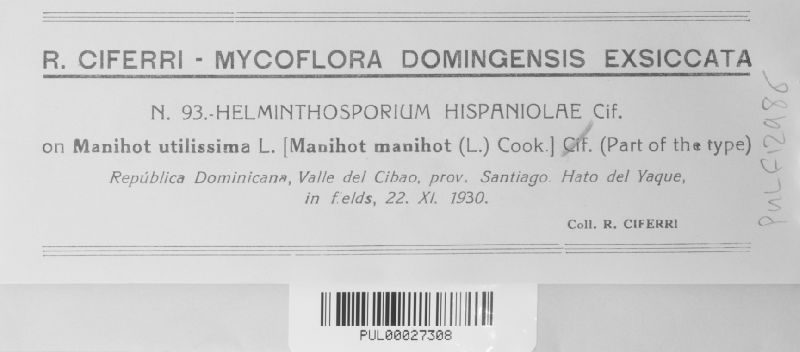 R. CIFERRI - MYCOFLORA DOMINGENSIS EXSICCATA
N. 93.-HELMINTHOSPORIUM HISPANIOLAE Cif.
on Manihot utilissima L. [Manihot manihot (L.) Cook.] Cif. (Part of the type)
República Dominicana, Valle del Cibao, prov. Santiago. Hato del Yaque,
in fields, 22. XI. 1930.
Coll. R. CIFERRI
PUL F12986
PUL00027308